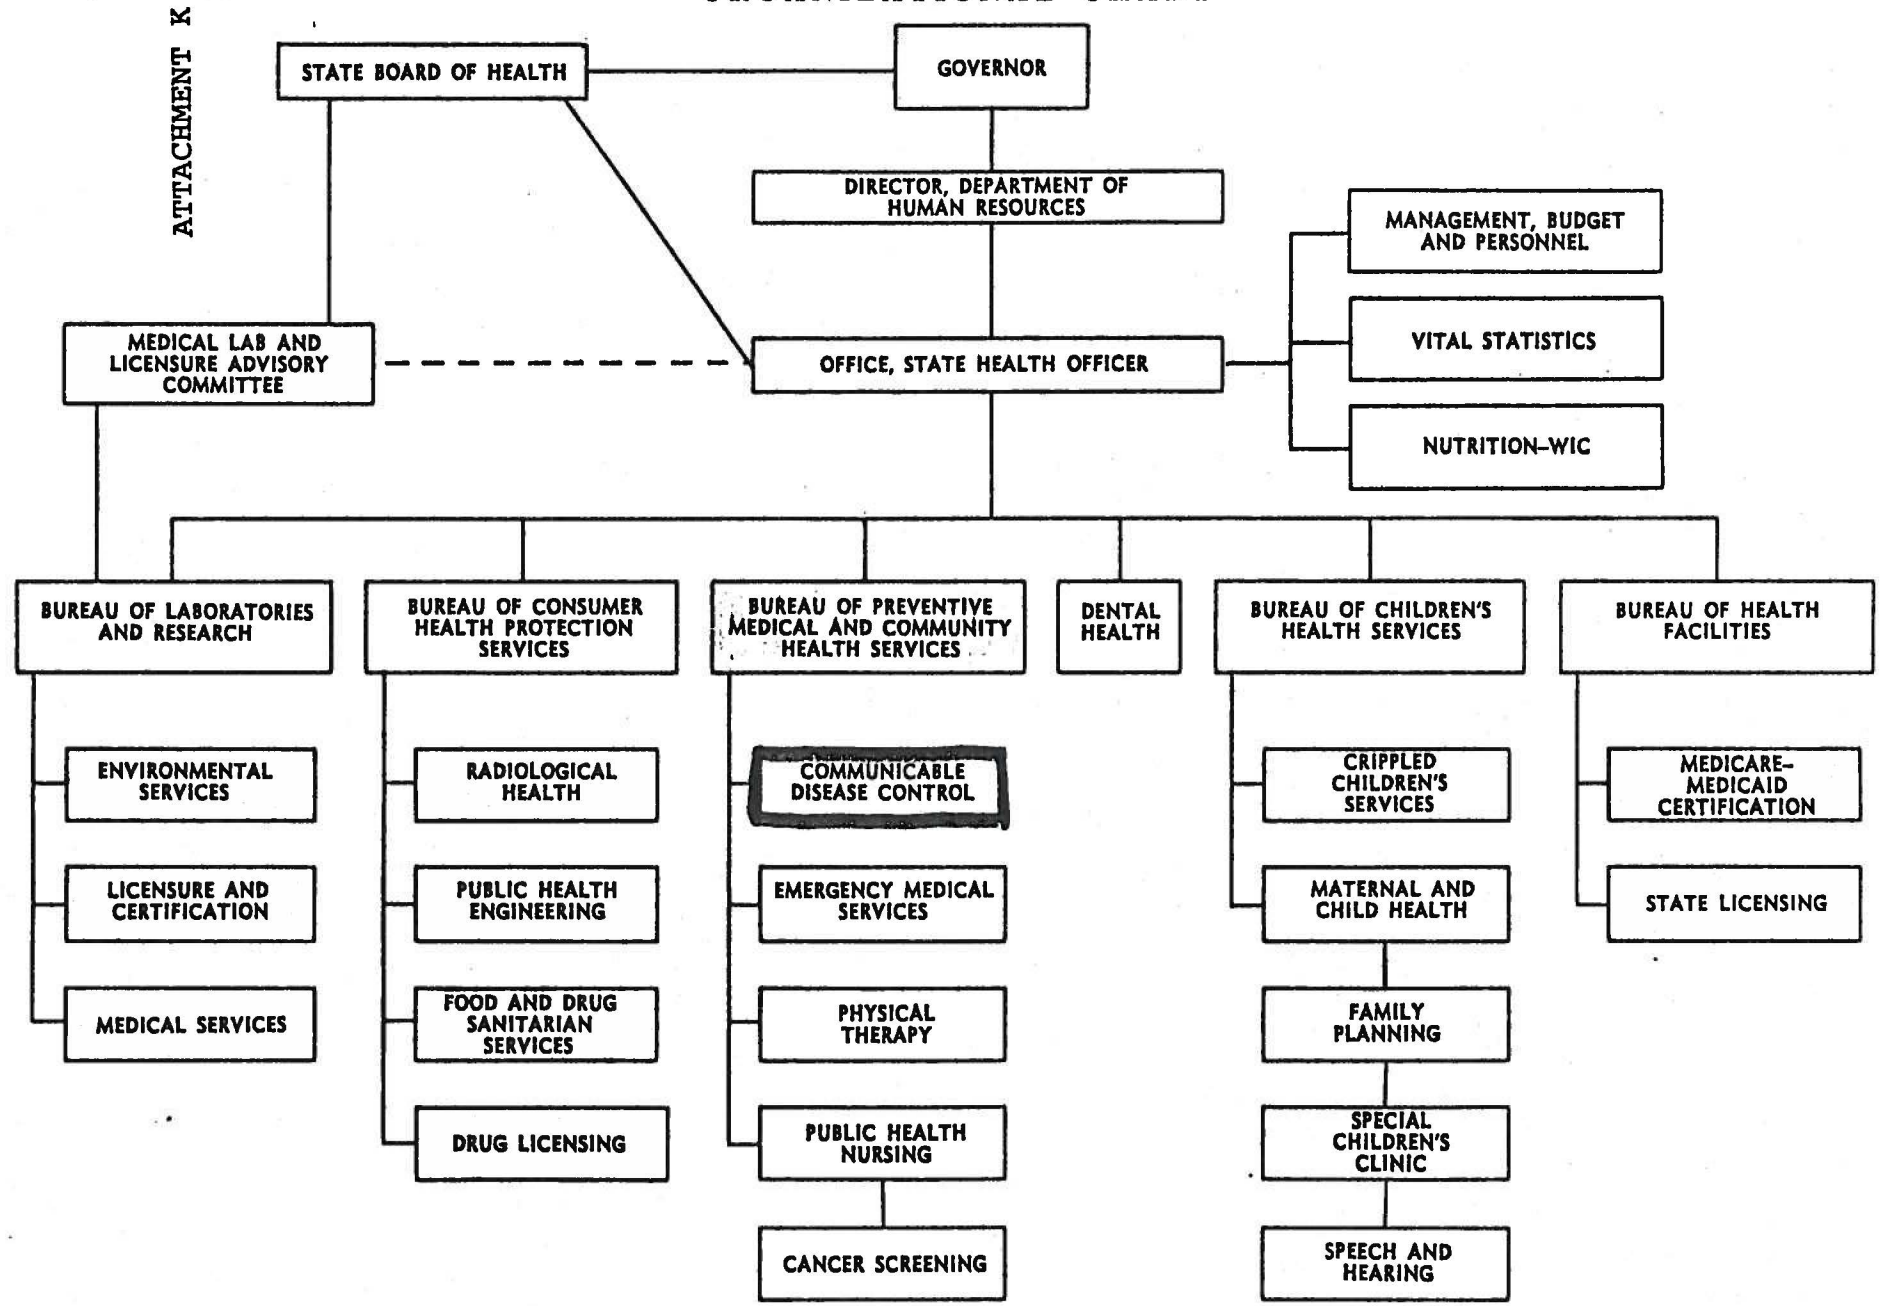 ATTACHMENT K
STATE BOARD OF HEALTH
GOVERNOR
DIRECTOR, DEPARTMENT OF
HUMAN RESOURCES
MANAGEMENT, BUDGET
AND PERSONNEL
VITAL STATISTICS
NUTRITION–WIC
MEDICAL LAB AND
LICENSURE ADVISORY
COMMITTEE
OFFICE, STATE HEALTH OFFICER
BUREAU OF LABORATORIES
AND RESEARCH
ENVIRONMENTAL
SERVICES
LICENSURE AND
CERTIFICATION
MEDICAL SERVICES
BUREAU OF CONSUMER
HEALTH PROTECTION
SERVICES
RADIOLOGICAL
HEALTH
PUBLIC HEALTH
ENGINEERING
FOOD AND DRUG
SANITARIAN
SERVICES
DRUG LICENSING
BUREAU OF PREVENTIVE
MEDICAL AND COMMUNITY
HEALTH SERVICES
COMMUNICABLE
DISEASE CONTROL
EMERGENCY MEDICAL
SERVICES
PHYSICAL
THERAPY
PUBLIC HEALTH
NURSING
CANCER SCREENING
DENTAL
HEALTH
BUREAU OF CHILDREN'S
HEALTH SERVICES
CRIPPLED
CHILDREN'S
SERVICES
MATERNAL AND
CHILD HEALTH
FAMILY
PLANNING
SPECIAL
CHILDREN'S
CLINIC
SPEECH AND
HEARING
BUREAU OF HEALTH
FACILITIES
MEDICARE–
MEDICAID
CERTIFICATION
STATE LICENSING